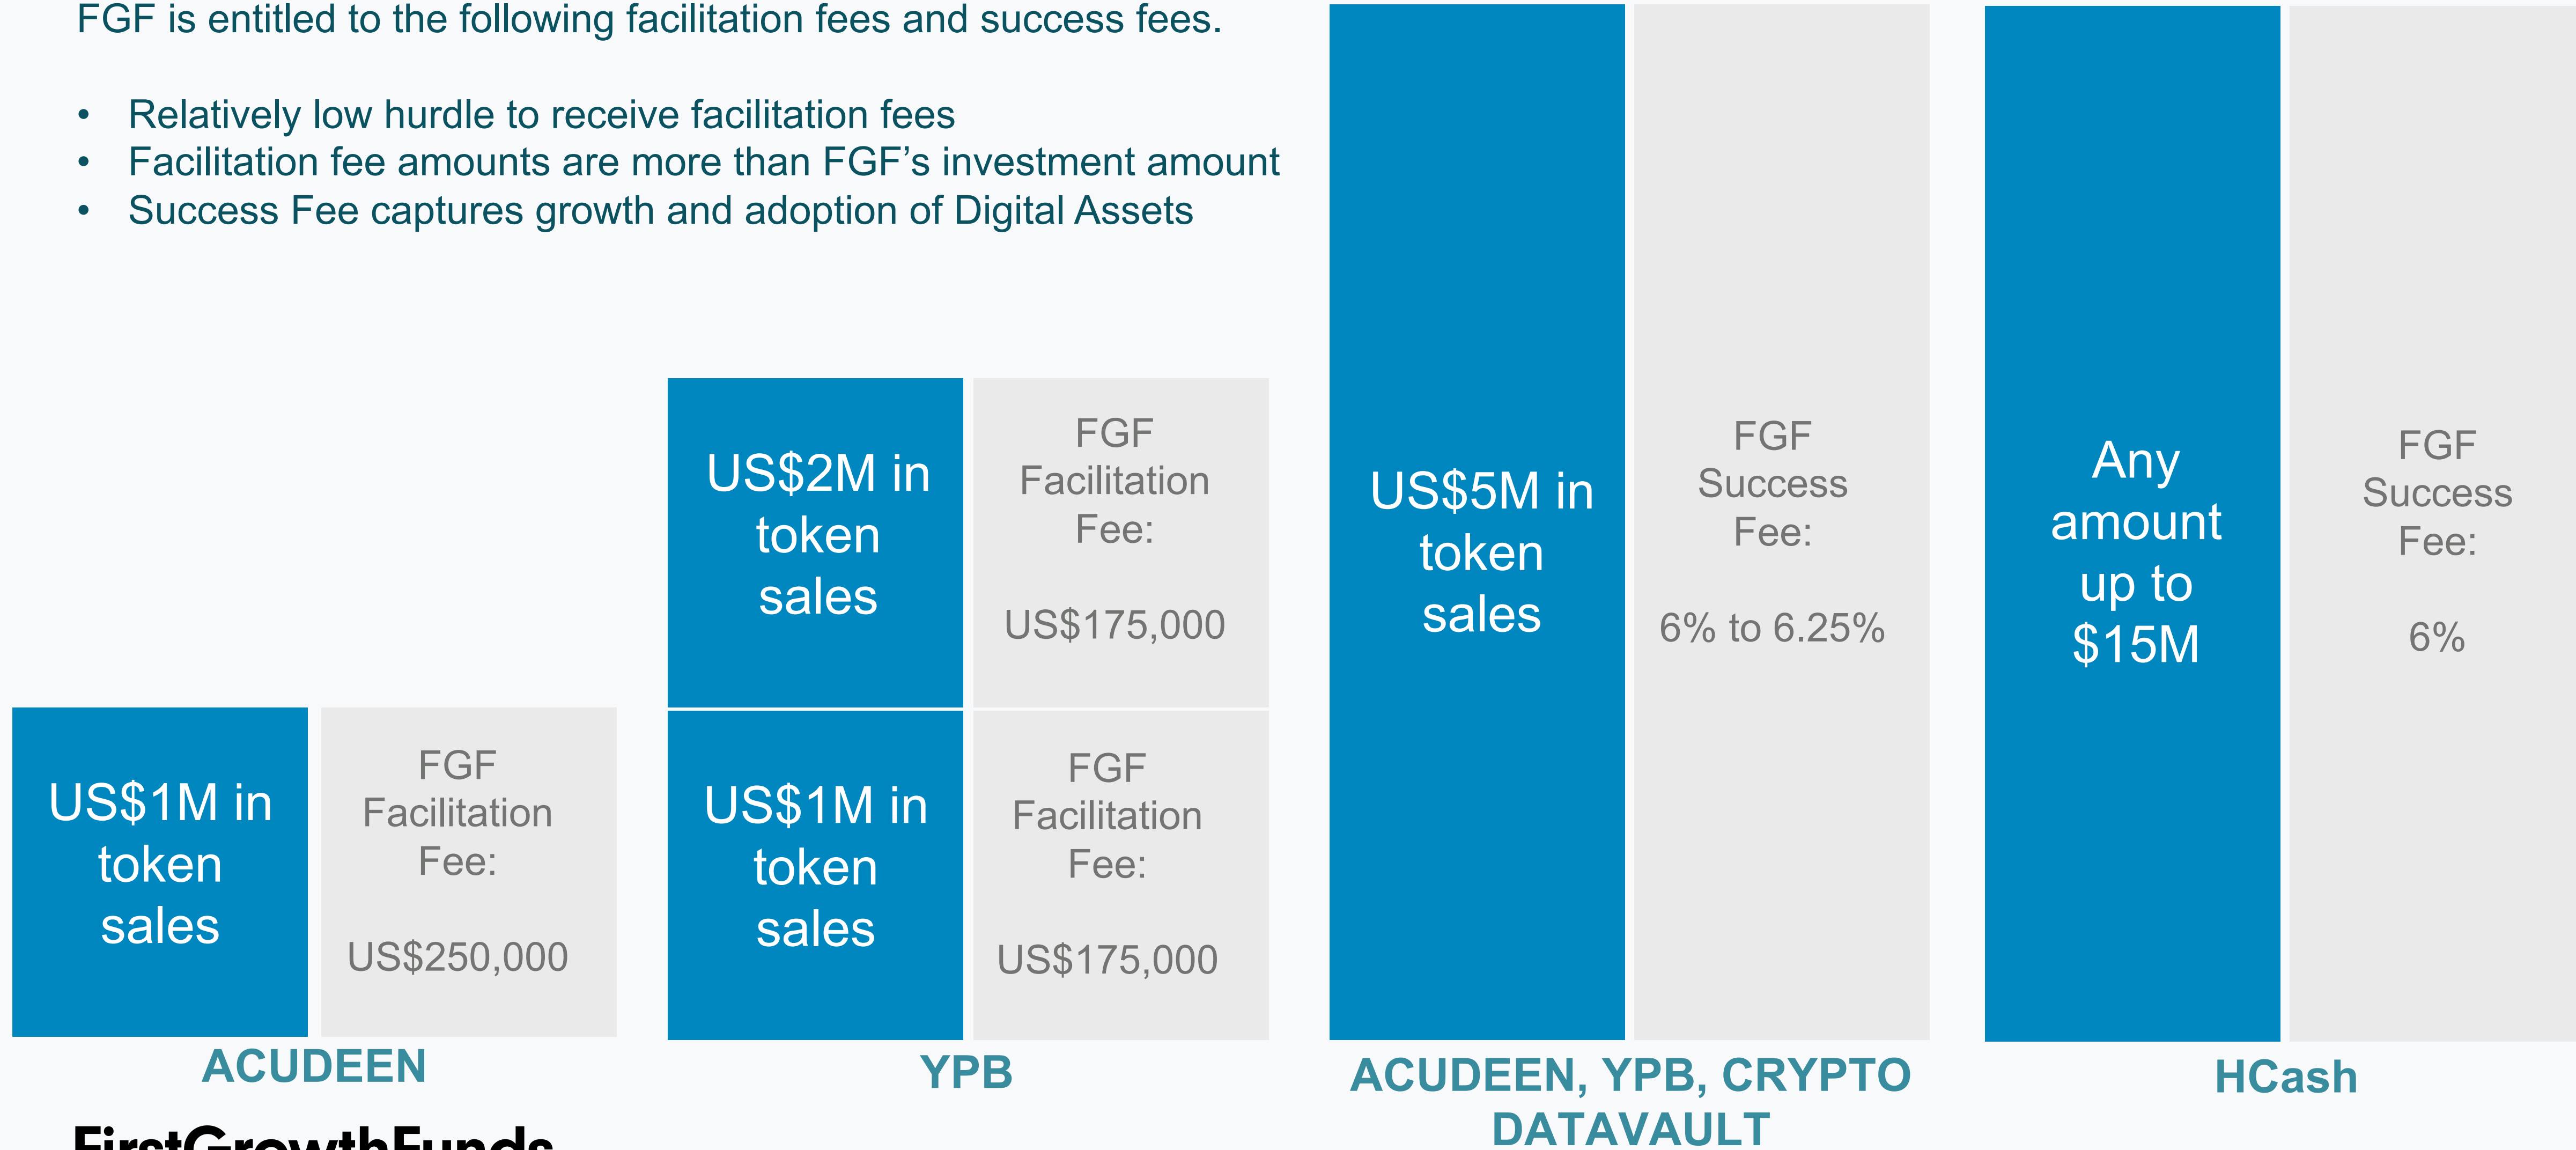 FGF is entitled to the following facilitation fees and success fees.
• Relatively low hurdle to receive facilitation fees
• Facilitation fee amounts are more than FGF’s investment amount
• Success Fee captures growth and adoption of Digital Assets
US$1M in
token
sales
FGF
Facilitation
Fee:
US$250,000
ACUDEEN
US$2M in
token
sales
FGF
Facilitation
Fee:
US$175,000
US$1M in
token
sales
FGF
Facilitation
Fee:
US$175,000
YPB
US$5M in
token
sales
FGF
Success
Fee:
6% to 6.25%
ACUDEEN, YPB, CRYPTO
DATAVAULT
Any
amount
up to
$15M
FGF
Success
Fee:
6%
HCash
FirstGrowthFunds